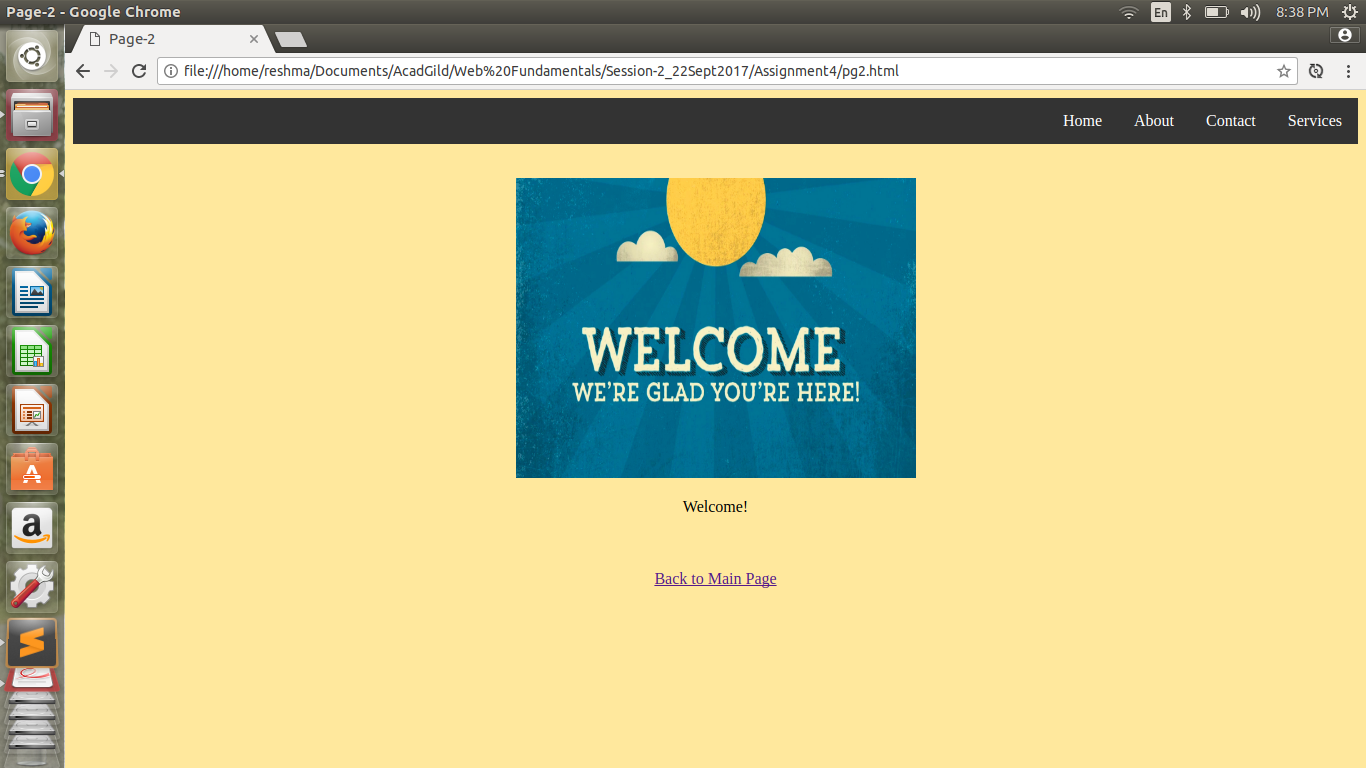 Page-2 - Google Chrome
En
8:38 PM
Page-2
file:///home/reshma/Documents/AcadGild/Web%20Fundamentals/Session-2_22Sept2017/Assignment4/pg2.html
Home About Contact Services
WELCOME
WE'RE GLAD YOU'RE HERE!
Welcome!
Back to Main Page